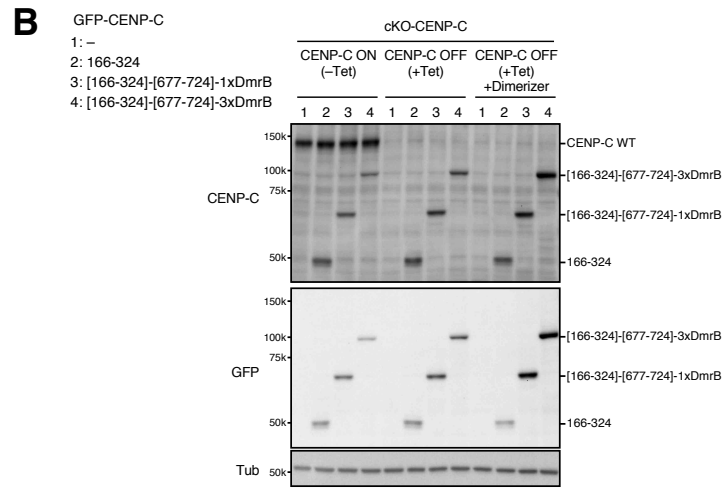 B
GFP-CENP-C
1: –
2: 166-324
3: [166-324]-[677-724]-1xDmrB
4: [166-324]-[677-724]-3xDmrB
cKO-CENP-C
CENP-C ON (–Tet)
CENP-C OFF (+Tet)
CENP-C OFF (+Tet) +Dimerizer
1 2 3 4 1 2 3 4 1 2 3 4
CENP-C
150k
100k
75k
50k
CENP-C WT
[166-324]-[677-724]-3xDmrB
[166-324]-[677-724]-1xDmrB
166-324
GFP
150k
100k
75k
50k
[166-324]-[677-724]-3xDmrB
[166-324]-[677-724]-1xDmrB
166-324
Tub
50k